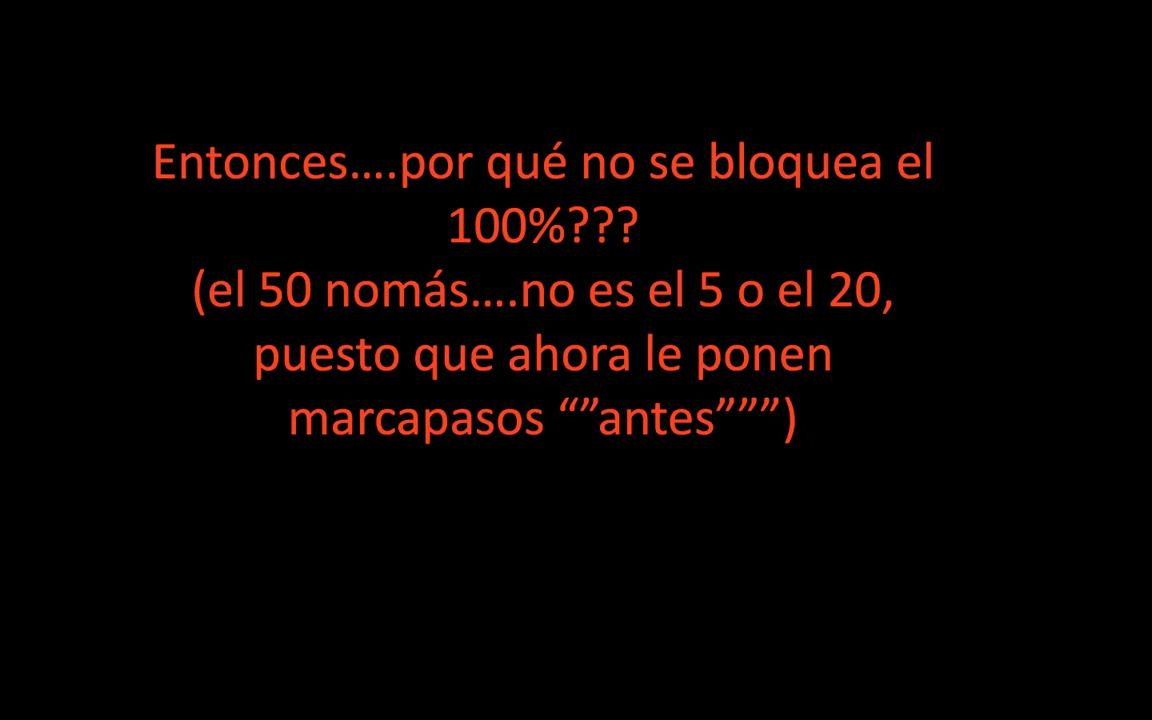 Entonces….por qué no se bloquea el
100%???
(el 50 nomás….no es el 5 o el 20,
puesto que ahora le ponen
marcapasos “”antes”””)